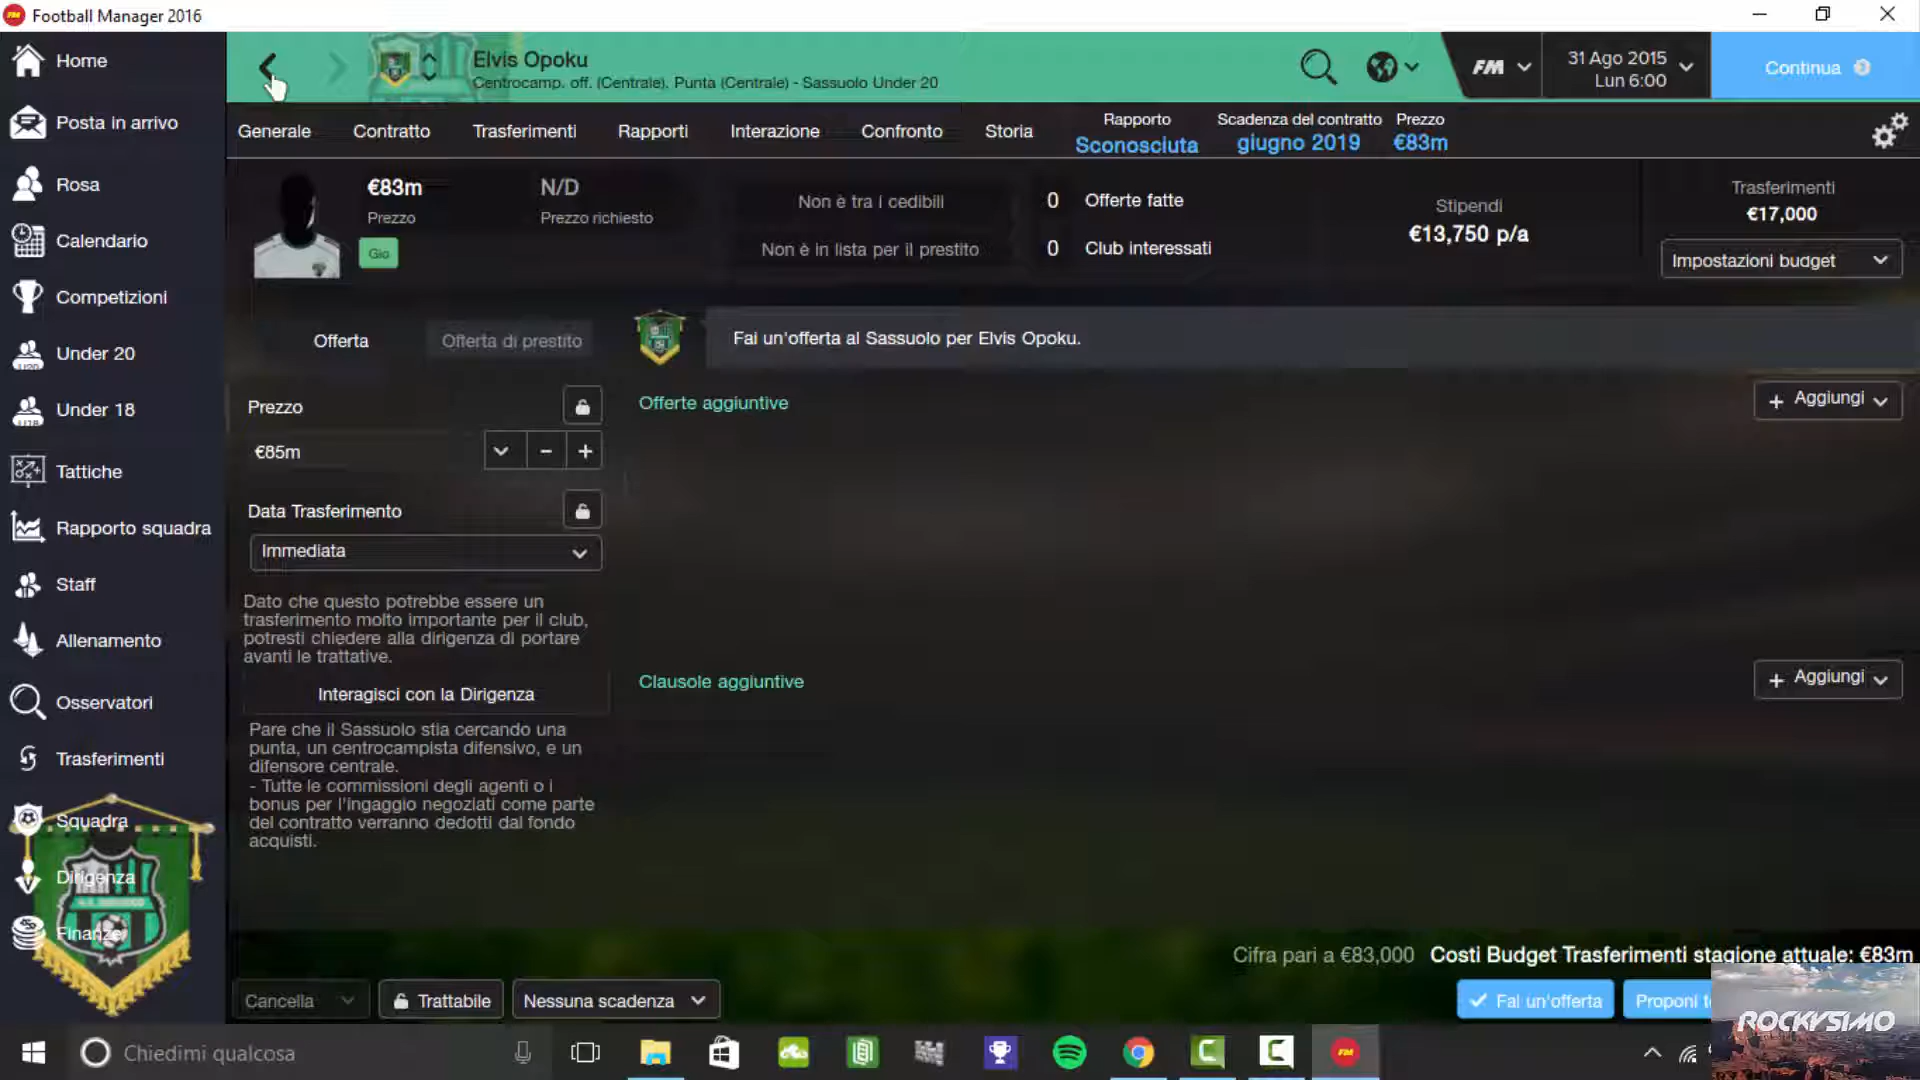 Football Manager 2016
Home
Posta in arrivo
Rosa
Calendario
Competizioni
Under 20
Under 18
Tattiche
Rapporto squadra
Staff
Allenamento
Osservatori
Trasferimenti
Squadra
Dirigenza
Finanze
Elvis Opoku
Centrocamp. off. (Centrale). Punta (Centrale) - Sassuolo Under 20
FM
31 Ago 2015
Lun 6:00
Continua
Generale Contratto Trasferimenti Rapporti Interazione Confronto Storia
Rapporto
Sconosciuta
Scadenza del contratto
giugno 2019
Prezzo
€83m
€83m
Prezzo
Gio
N/D
Prezzo richiesto
Non è tra i cedibili
Non è in lista per il prestito
0 Offerte fatte
0 Club interessati
Stipendi
€13,750 p/a
Trasferimenti
€17,000
Impostazioni budget
Offerta
Offerta di prestito
Fai un'offerta al Sassuolo per Elvis Opoku.
Prezzo
€85m
Data Trasferimento
Immediata
Dato che questo potrebbe essere un
trasferimento molto importante per il club,
potresti chiedere alla dirigenza di portare
avanti le trattative.
Interagisci con la Dirigenza
Pare che il Sassuolo stia cercando una
punta, un centrocampista difensivo, e un
difensore centrale.
- Tutte le commissioni degli agenti o i
bonus per l'ingaggio negoziati come parte
del contratto verranno dedotti dal fondo
acquisti.
Offerte aggiuntive
+ Aggiungi
Clausole aggiuntive
+ Aggiungi
Cifra pari a €83,000 Costi Budget Trasferimenti stagione attuale: €83m
Cancella
Trattabile
Nessuna scadenza
Fai un'offerta
Proponi
ROCKYSIMO
Chiedimi qualcosa